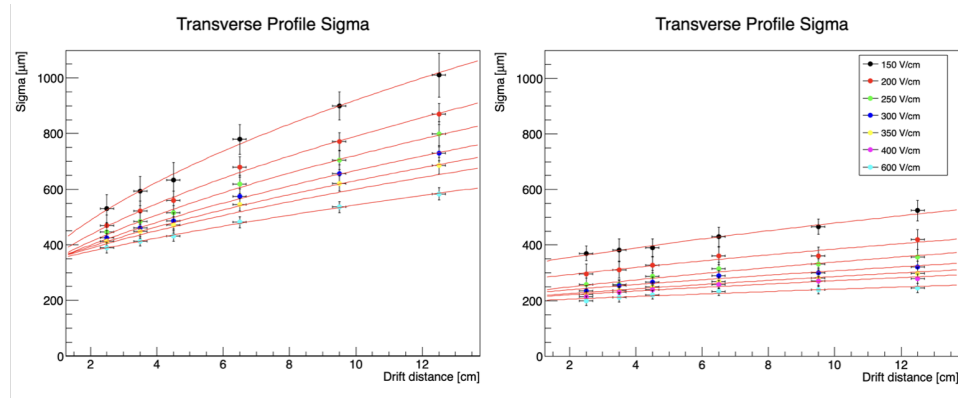 Transverse Profile Sigma
Sigma [μm]
1000
800
600
400
200
0
2
4
6
8
10
12
Drift distance [cm]
Transverse Profile Sigma
Sigma [μm]
1000
800
600
400
200
0
2
4
6
8
10
12
Drift distance [cm]
150 V/cm
200 V/cm
250 V/cm
300 V/cm
350 V/cm
400 V/cm
600 V/cm